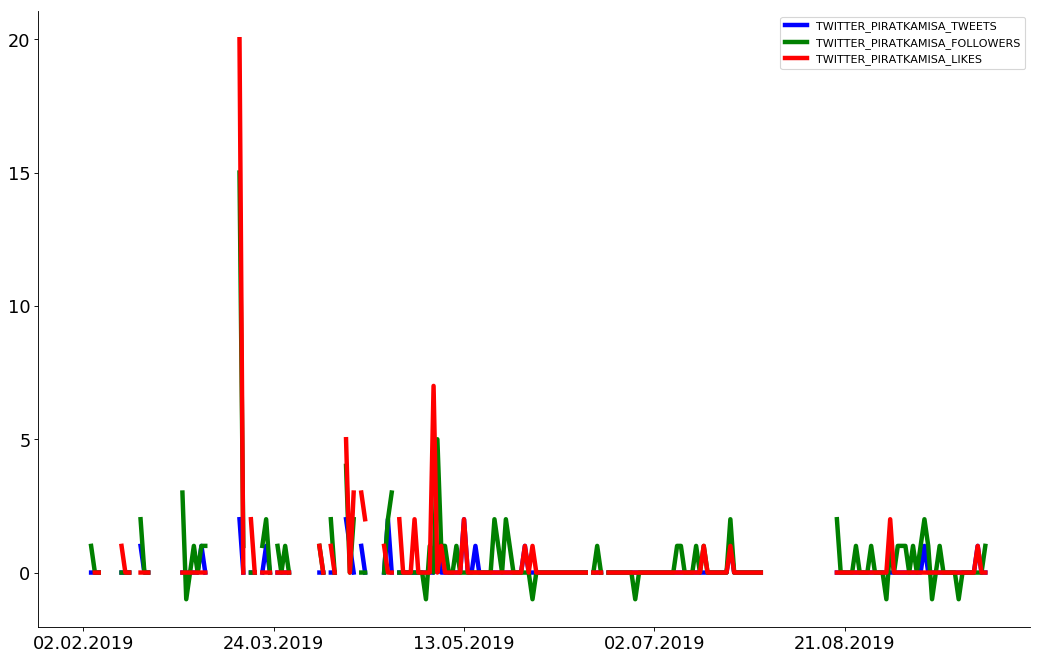 TWITTER_PIRATKAMISA_TWEETS
TWITTER_PIRATKAMISA_FOLLOWERS
TWITTER_PIRATKAMISA_LIKES
20
15
10
5
0
02.02.2019 24.03.2019 13.05.2019 02.07.2019 21.08.2019